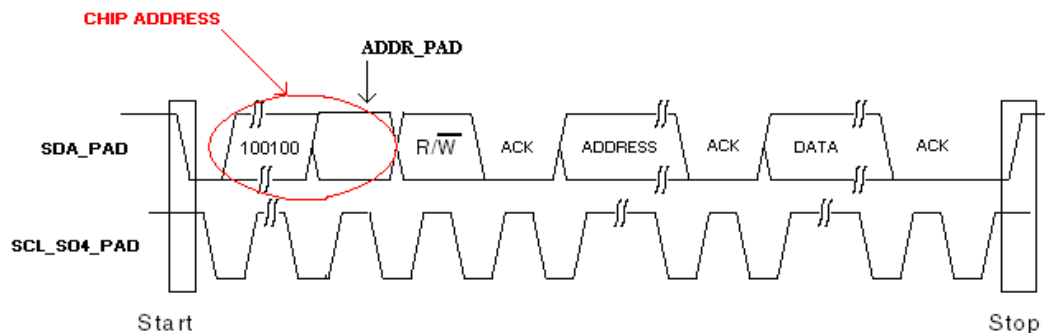 CHIP ADDRESS
ADDR_PAD
SDA_PAD
100100
R/W̅
ACK
ADDRESS
ACK
DATA
ACK
SCL_SO4_PAD
Start
Stop